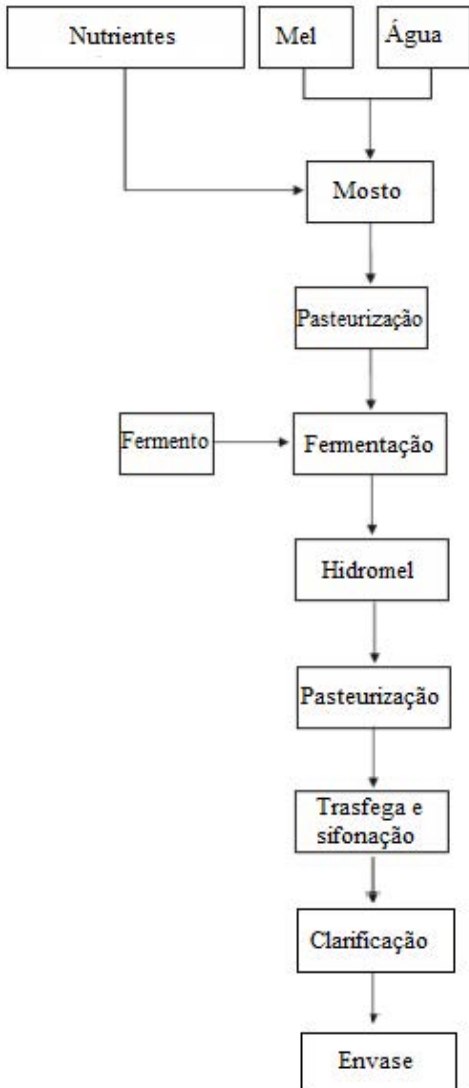 Nutrientes
Mel
Água
Mosto
Pasteurização
Fermento
Fermentação
Hidromel
Pasteurização
Trasfega e
sifonação
Clarificação
Envase